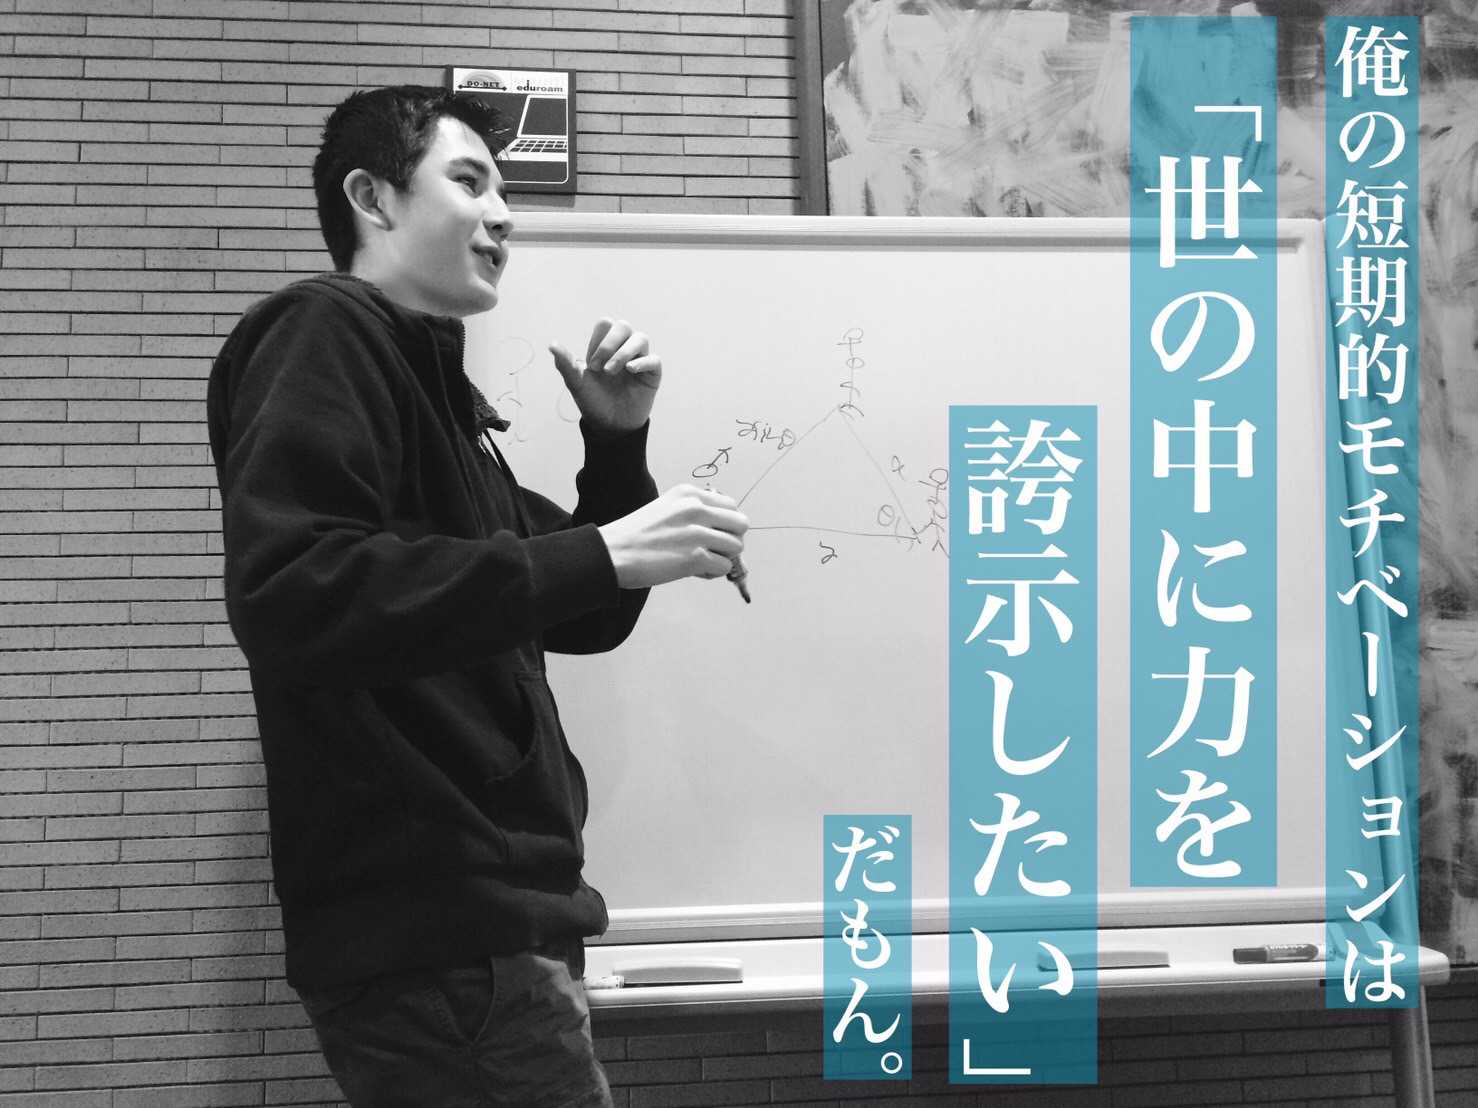 俺の短期的モチベーションは
「世の中に力を
誇示したい」
だもん。
DO-NET
eduroam
2
x
θ